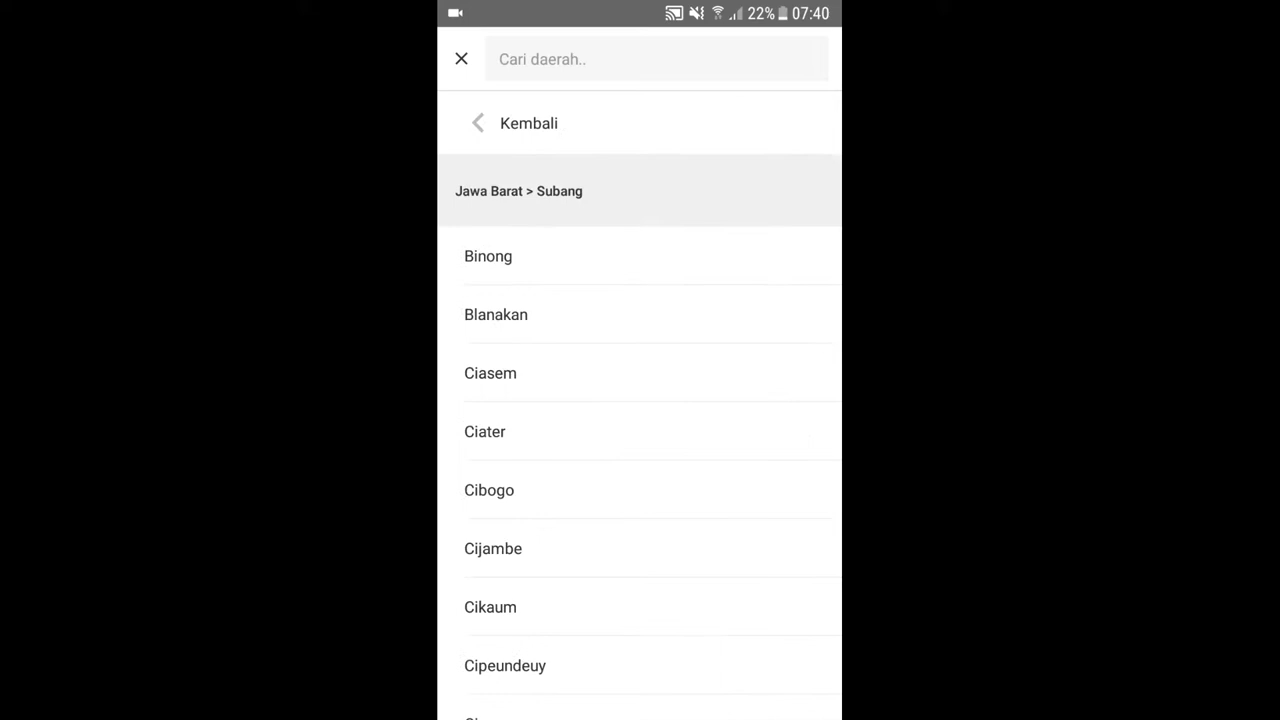 22% 07:40
Cari daerah..
Kembali
Jawa Barat > Subang
Binong
Blanakan
Ciasem
Ciater
Cibogo
Cijambe
Cikaum
Cipeundeuy